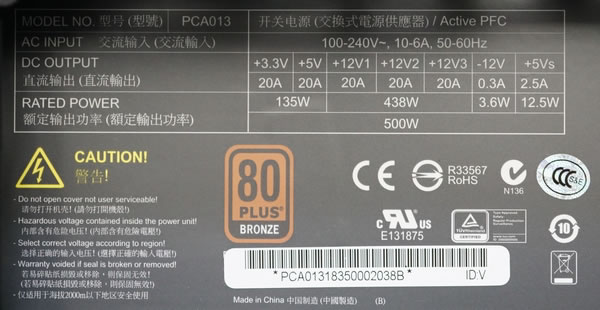 MODEL NO. 型号 (型號) PCA013 开关电源 (交換式電源供應器) / Active PFC
AC INPUT 交流输入 (交流輸入) 100-240V~, 10-6A, 50-60Hz
DC OUTPUT +3.3V +5V +12V1 +12V2 +12V3 -12V +5Vs
直流输出 (直流輸出) 20A 20A 20A 20A 20A 0.3A 2.5A
RATED POWER 135W 438W 3.6W 12.5W
额定输出功率 (額定輸出功率) 500W
CAUTION!
警告!
- Do not open cover not user serviceable!
请勿打开机壳! (請勿打開機殼!)
- Hazardous voltage contained inside the power unit!
内部含有危险电压! (內部含有危險電壓!)
- Select correct voltage according to region!
选择正确的输入电压! (選擇正確的輸入電壓!)
- Warranty voided if seal is broken or removed!
若易碎贴纸损毁或移除，则保固无效!
(若易碎貼紙損毀或移除，則保固無效!)
- 仅适用于海拔2000m以下地区安全使用
80
PLUS
BRONZE
CE
R33567
RoHS
N136
CCC
S&E
c UL us
E131875
TÜVRheinland
CERTIFIED
10
*PCA01318350002038B* ID:V
Made in China 中国制造 (中國製造) (B)